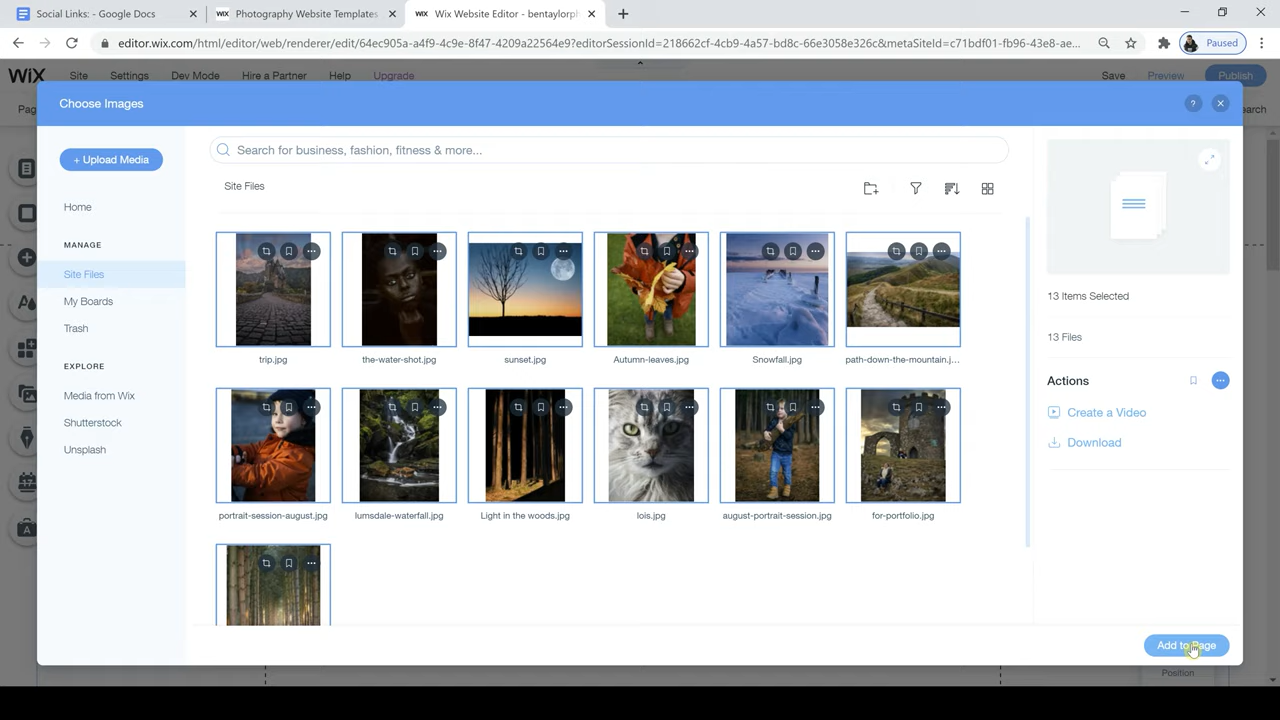 Social Links: - Google Docs
WIX Photography Website Templates
WIX Wix Website Editor - bentaylorph
editor.wix.com/html/editor/web/renderer/edit/64ec905a-a4f9-4c9e-8f47-4209a22564e9?editorSessionId=218662cf-4cb9-4a57-bd8c-66e3058e326c&metaSiteId=c71bdf01-fb96-43e8-ae...
Paused
WiX Site Settings Dev Mode Hire a Partner Help Upgrade Save Preview Publish
Choose Images
?
+ Upload Media
Search for business, fashion, fitness & more...
Site Files
Home
MANAGE
Site Files
My Boards
Trash
EXPLORE
Media from Wix
Shutterstock
Unsplash
trip.jpg the-water-shot.jpg sunset.jpg Autumn-leaves.jpg Snowfall.jpg path-down-the-mountain.j...
portrait-session-august.jpg lumsdale-waterfall.jpg Light in the woods.jpg lois.jpg august-portrait-session.jpg for-portfolio.jpg
13 Items Selected
13 Files
Actions
Create a Video
Download
Add to Page
Position